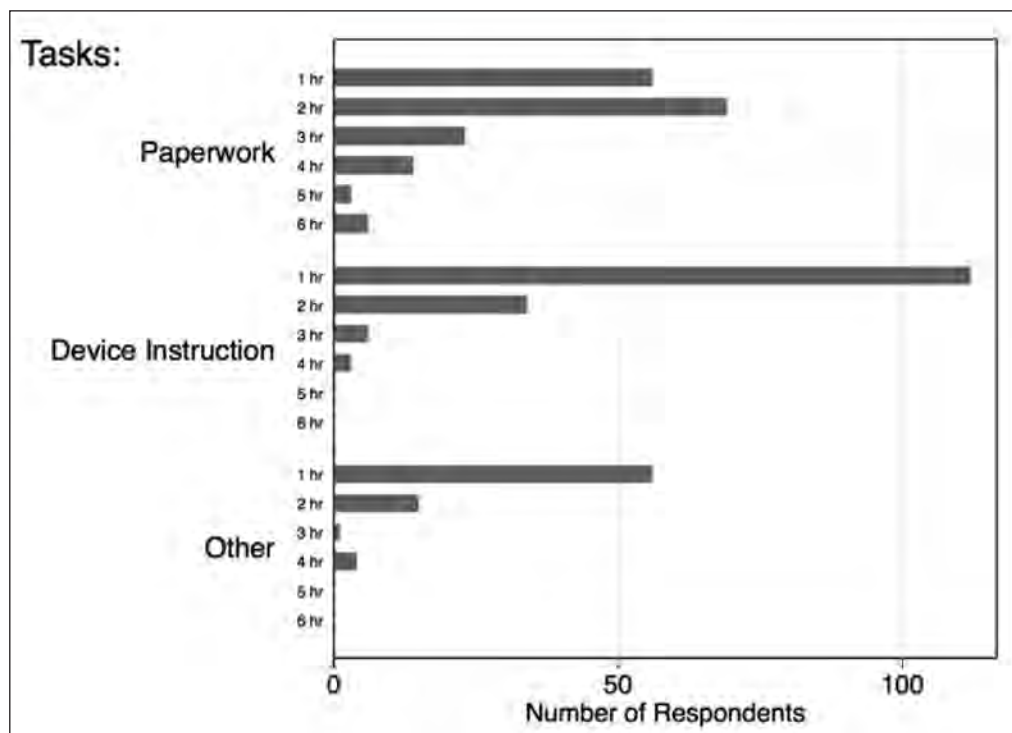 Tasks:
Paperwork
1 hr
2 hr
3 hr
4 hr
5 hr
6 hr
Device Instruction
1 hr
2 hr
3 hr
4 hr
5 hr
6 hr
Other
1 hr
2 hr
3 hr
4 hr
5 hr
6 hr
0 50 100
Number of Respondents